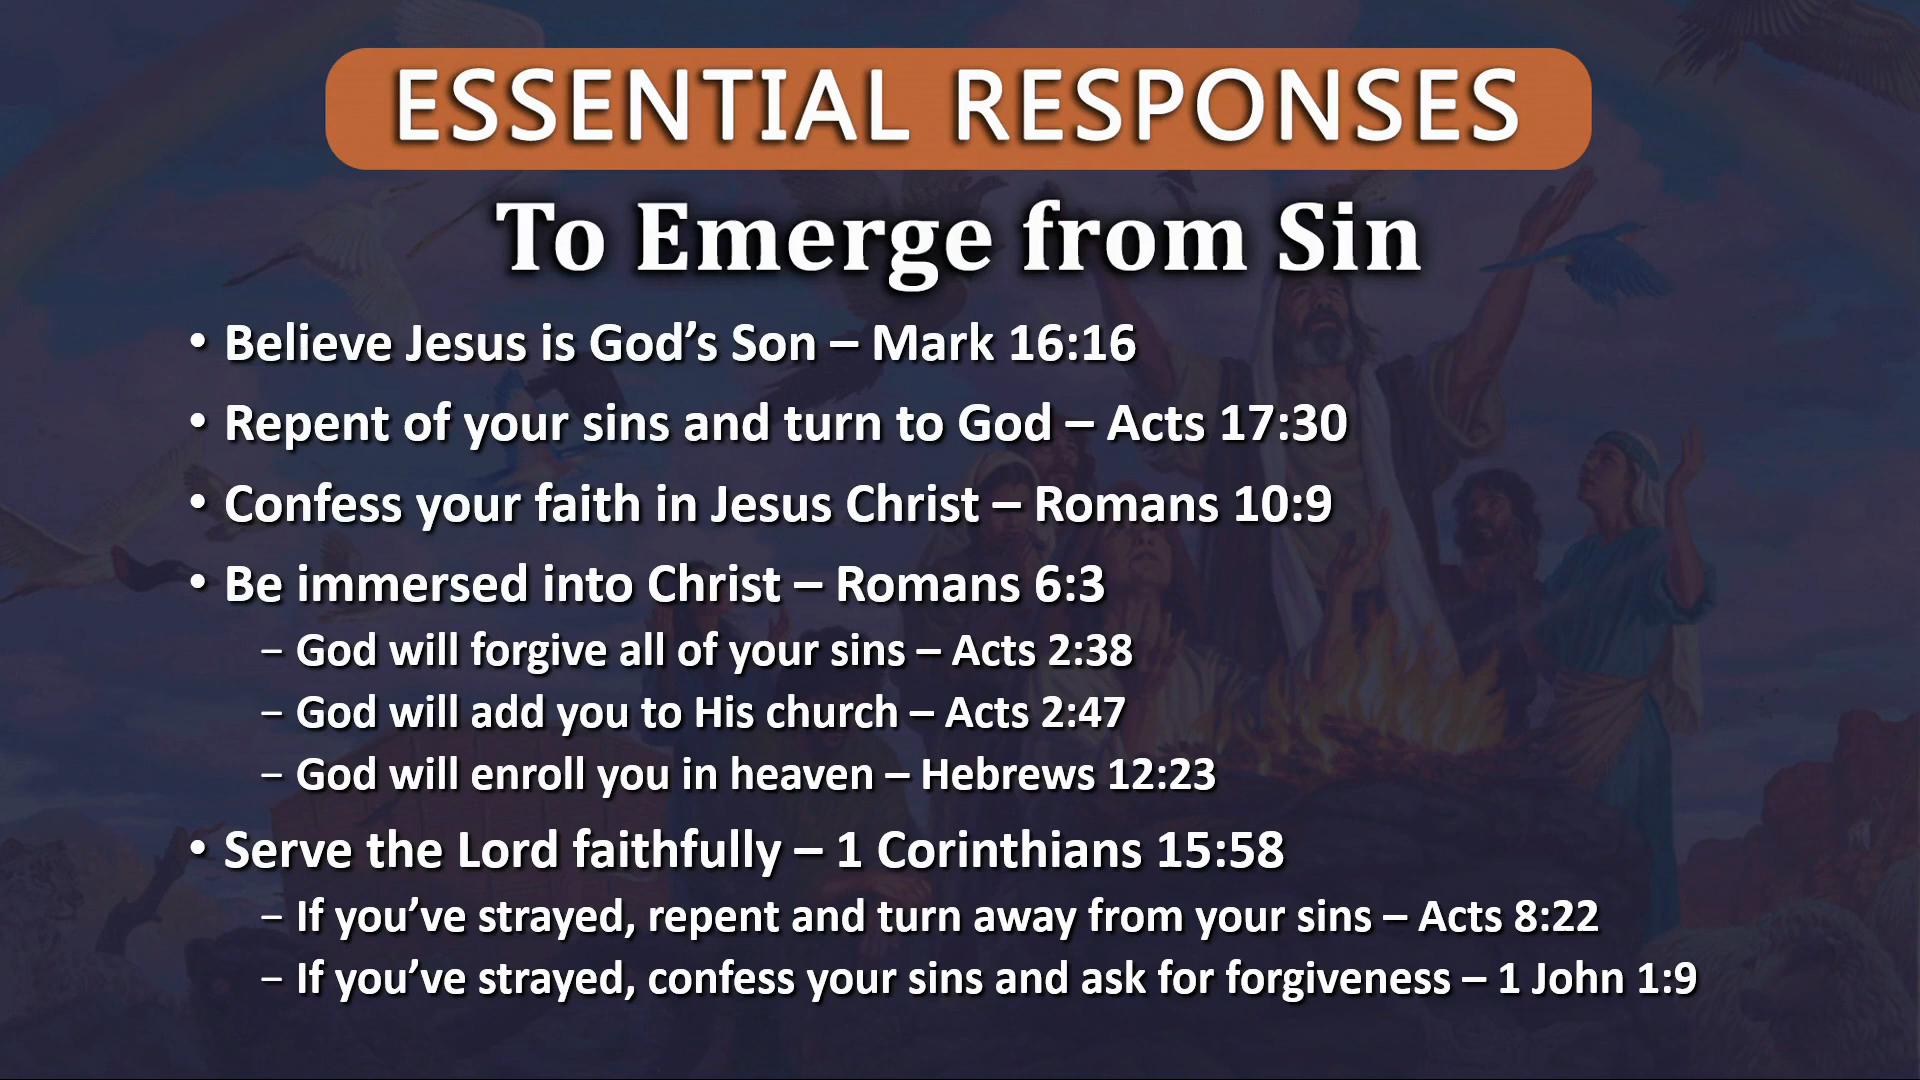 ESSENTIAL RESPONSES
To Emerge from Sin
• Believe Jesus is God’s Son – Mark 16:16
• Repent of your sins and turn to God – Acts 17:30
• Confess your faith in Jesus Christ – Romans 10:9
• Be immersed into Christ – Romans 6:3
– God will forgive all of your sins – Acts 2:38
– God will add you to His church – Acts 2:47
– God will enroll you in heaven – Hebrews 12:23
• Serve the Lord faithfully – 1 Corinthians 15:58
– If you’ve strayed, repent and turn away from your sins – Acts 8:22
– If you’ve strayed, confess your sins and ask for forgiveness – 1 John 1:9